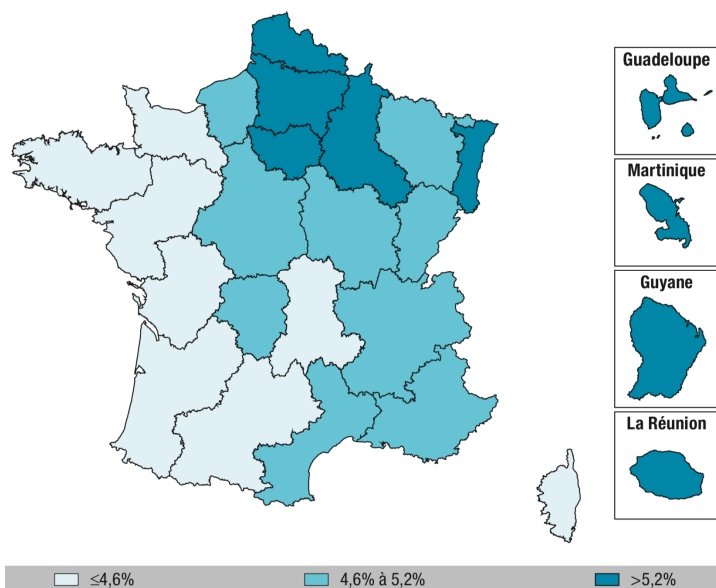 Guadeloupe
Martinique
Guyane
La Réunion
≤4,6%
4,6% à 5,2%
>5,2%